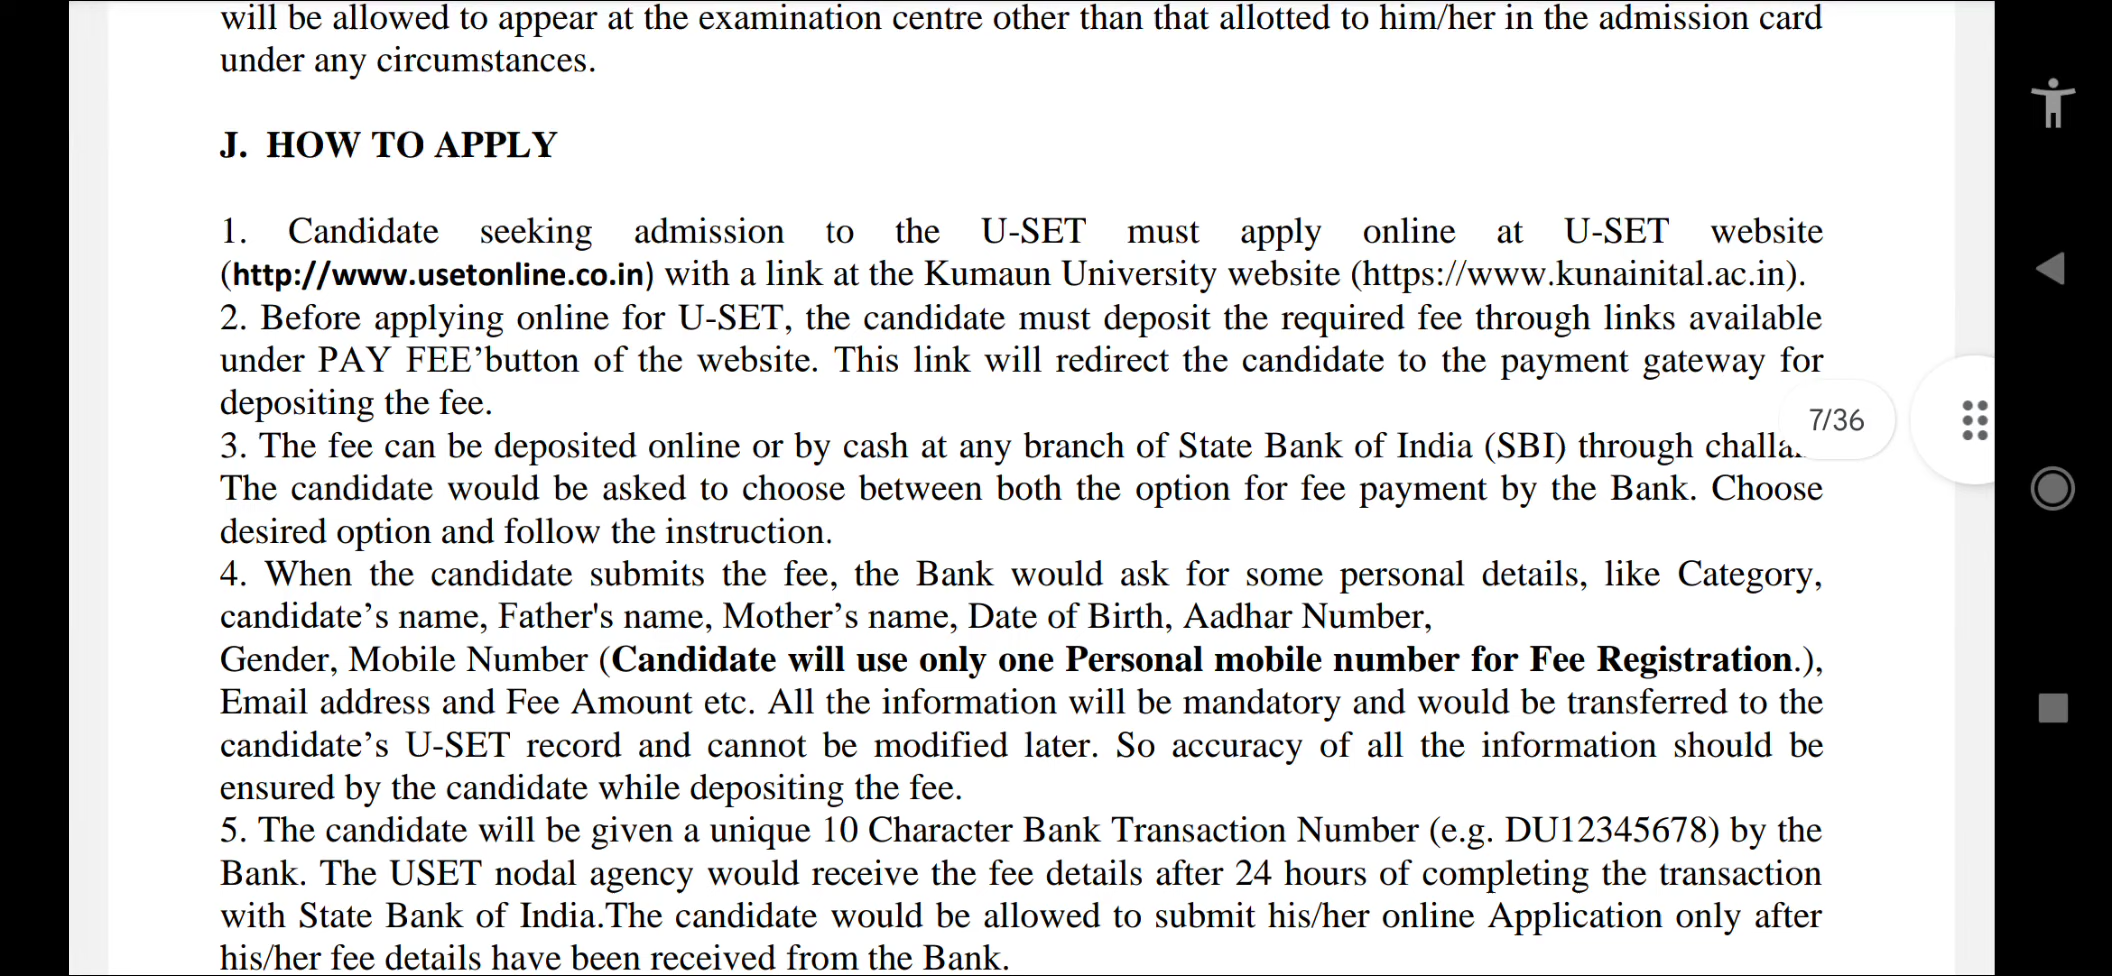 will be allowed to appear at the examination centre other than that allotted to him/her in the admission card
under any circumstances.
J. HOW TO APPLY
1. Candidate seeking admission to the U-SET must apply online at U-SET website
(http://www.usetonline.co.in) with a link at the Kumaun University website (https://www.kunainital.ac.in).
2. Before applying online for U-SET, the candidate must deposit the required fee through links available
under PAY FEE’button of the website. This link will redirect the candidate to the payment gateway for
depositing the fee.
7/36
3. The fee can be deposited online or by cash at any branch of State Bank of India (SBI) through
The candidate would be asked to choose between both the option for fee payment by the Bank. Choose
desired option and follow the instruction.
4. When the candidate submits the fee, the Bank would ask for some personal details, like Category,
candidate’s name, Father's name, Mother’s name, Date of Birth, Aadhar Number,
Gender, Mobile Number (Candidate will use only one Personal mobile number for Fee Registration.),
Email address and Fee Amount etc. All the information will be mandatory and would be transferred to the
candidate’s U-SET record and cannot be modified later. So accuracy of all the information should be
ensured by the candidate while depositing the fee.
5. The candidate will be given a unique 10 Character Bank Transaction Number (e.g. DU12345678) by the
Bank. The USET nodal agency would receive the fee details after 24 hours of completing the transaction
with State Bank of India.The candidate would be allowed to submit his/her online Application only after
his/her fee details have been received from the Bank.